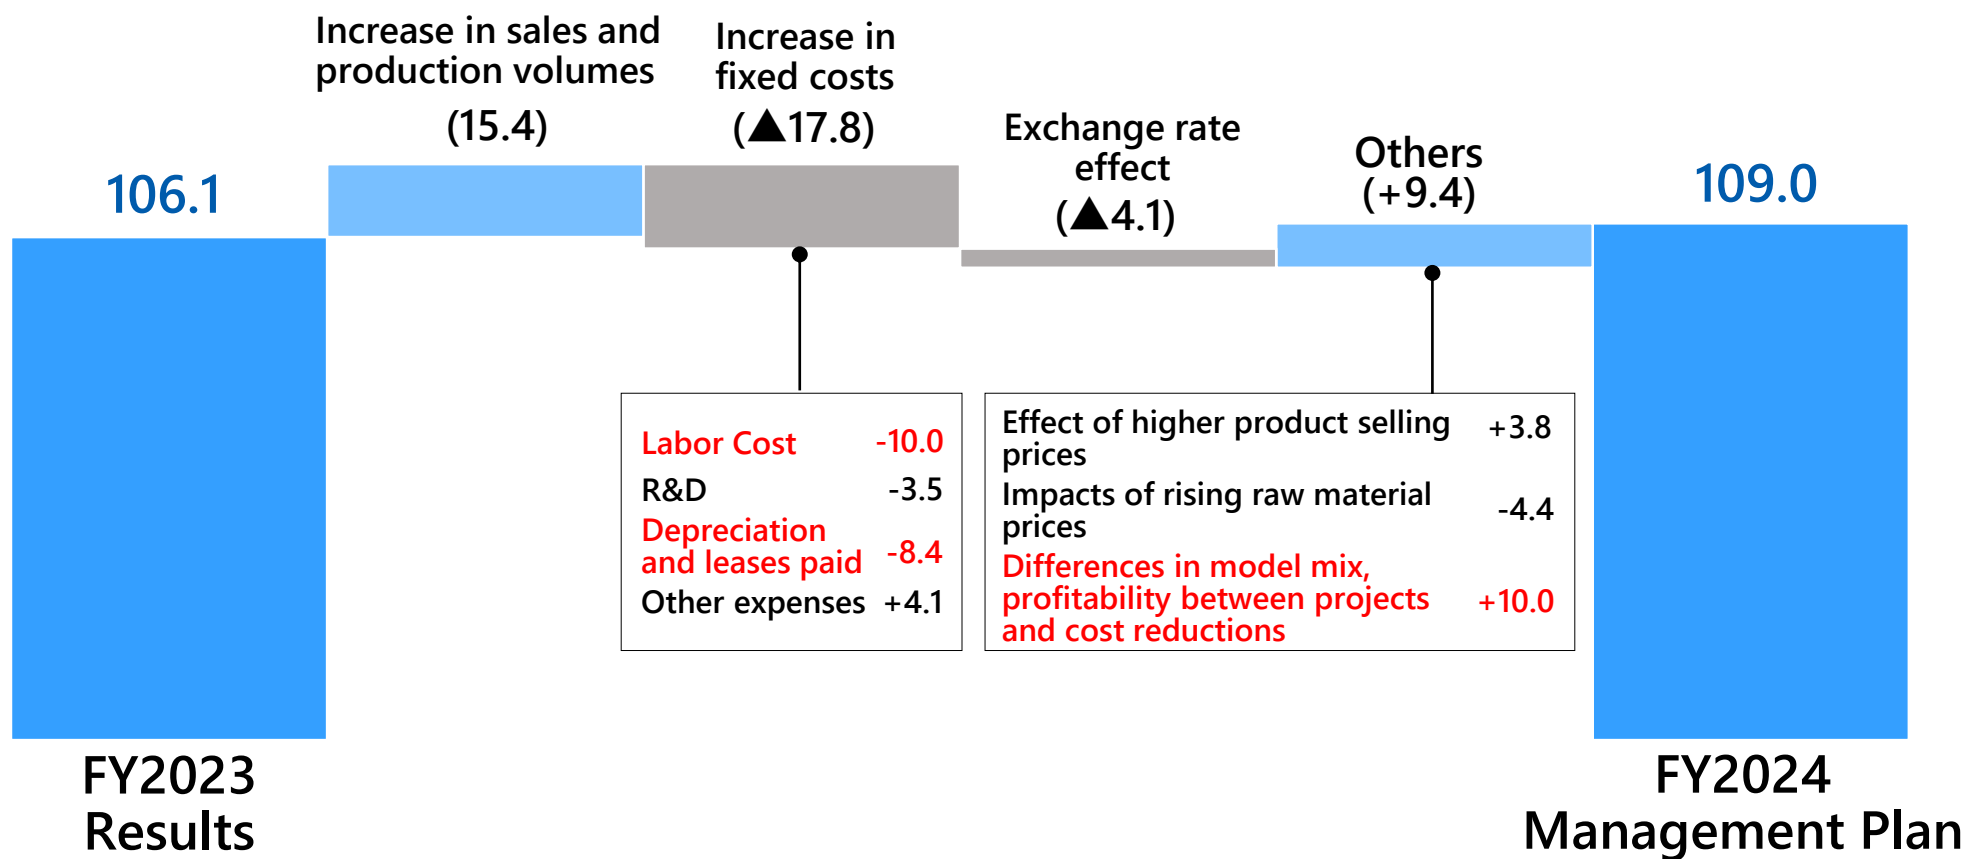 Increase in sales and
production volumes
(15.4)
Increase in
fixed costs
(▲17.8)
Exchange rate
effect
(▲4.1)
Others
(+9.4)
106.1
109.0
Labor Cost -10.0
R&D -3.5
Depreciation
and leases paid -8.4
Other expenses +4.1
Effect of higher product selling
prices +3.8
Impacts of rising raw material
prices -4.4
Differences in model mix,
profitability between projects +10.0
and cost reductions
FY2023
Results
FY2024
Management Plan